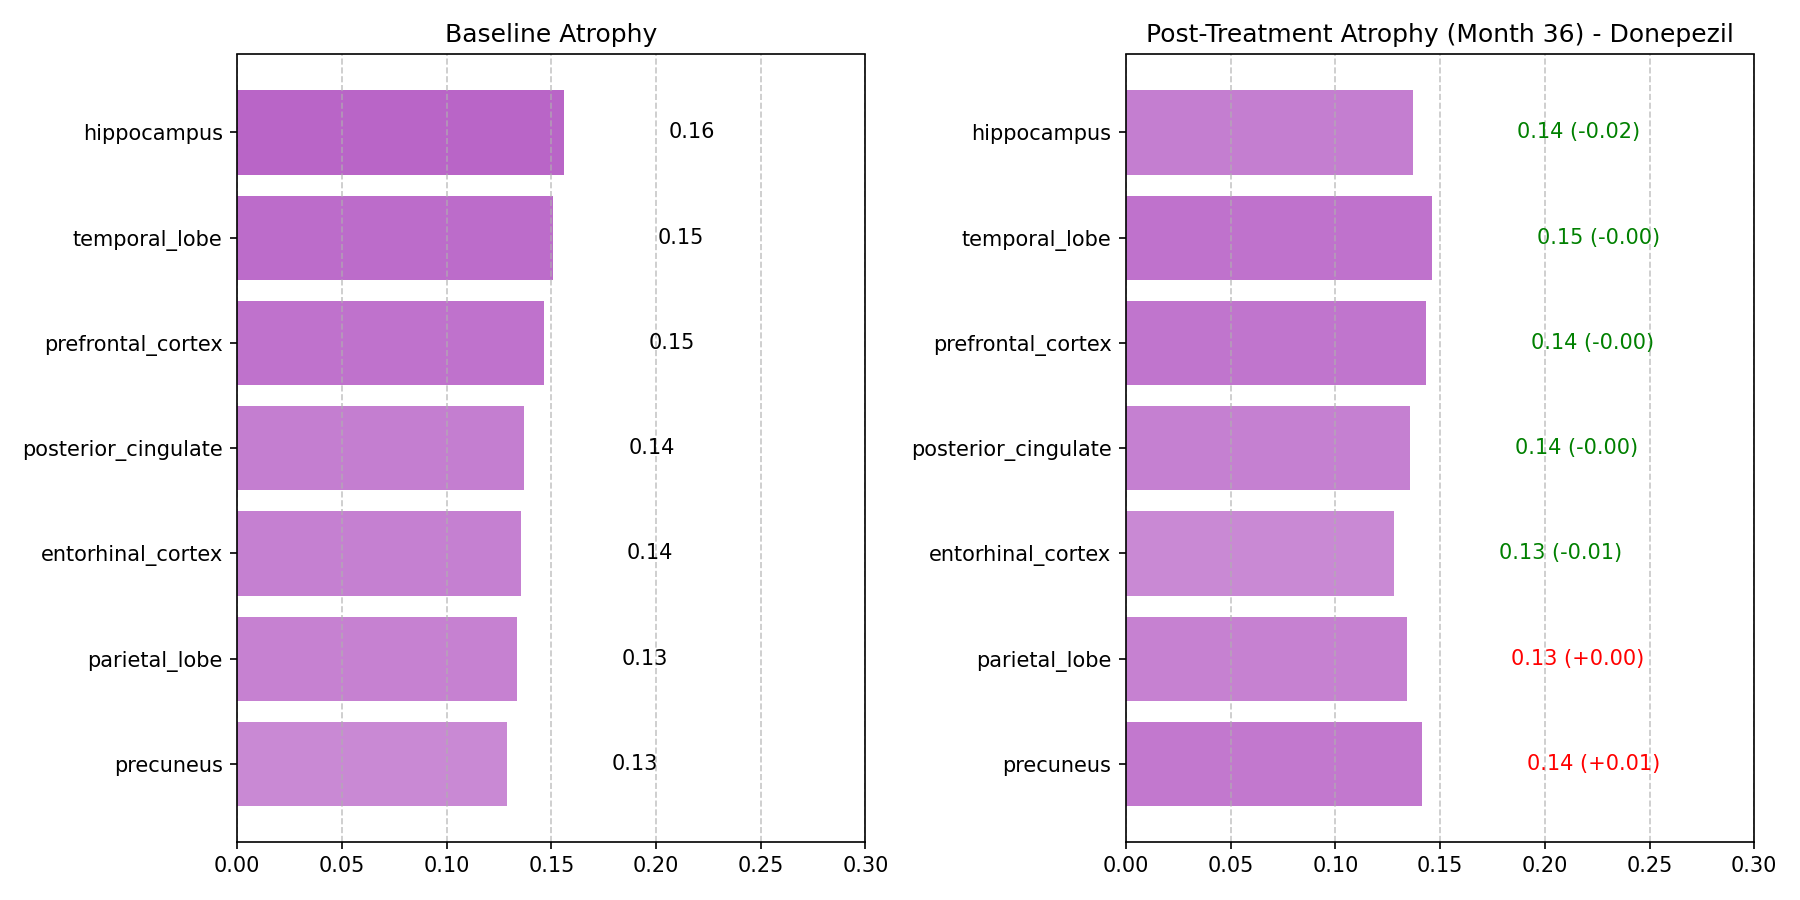 Baseline Atrophy
hippocampus
0.16
temporal_lobe
0.15
prefrontal_cortex
0.15
posterior_cingulate
0.14
entorhinal_cortex
0.14
parietal_lobe
0.13
precuneus
0.13
0.00 0.05 0.10 0.15 0.20 0.25 0.30
Post-Treatment Atrophy (Month 36) - Donepezil
hippocampus
0.14 (-0.02)
temporal_lobe
0.15 (-0.00)
prefrontal_cortex
0.14 (-0.00)
posterior_cingulate
0.14 (-0.00)
entorhinal_cortex
0.13 (-0.01)
parietal_lobe
0.13 (+0.00)
precuneus
0.14 (+0.01)
0.00 0.05 0.10 0.15 0.20 0.25 0.30